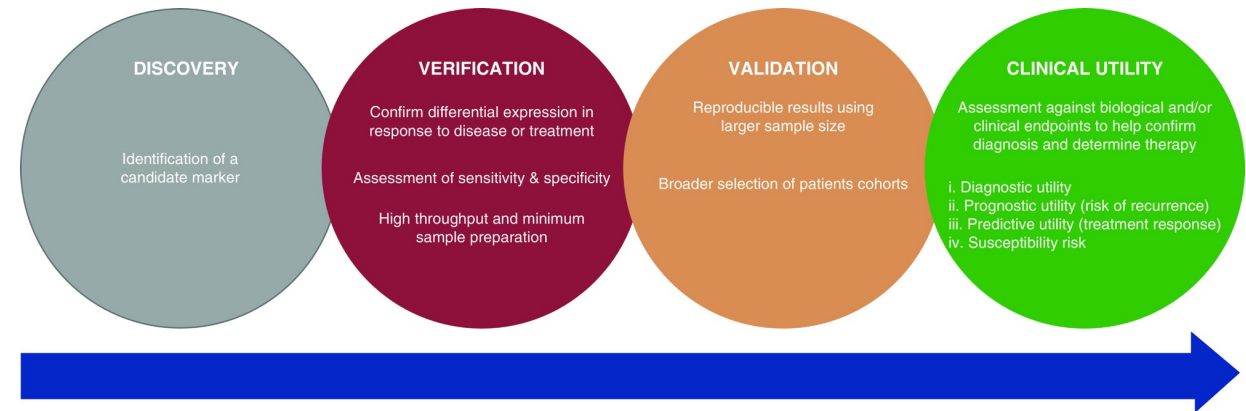 DISCOVERY
Identification of a
candidate marker
VERIFICATION
Confirm differential expression in
response to disease or treatment
Assessment of sensitivity & specificity
High throughput and minimum
sample preparation
VALIDATION
Reproducible results using
larger sample size
Broader selection of patients cohorts
CLINICAL UTILITY
Assessment against biological and/or
clinical endpoints to help confirm
diagnosis and determine therapy
i. Diagnostic utility
ii. Prognostic utility (risk of recurrence)
iii. Predictive utility (treatment response)
iv. Susceptibility risk